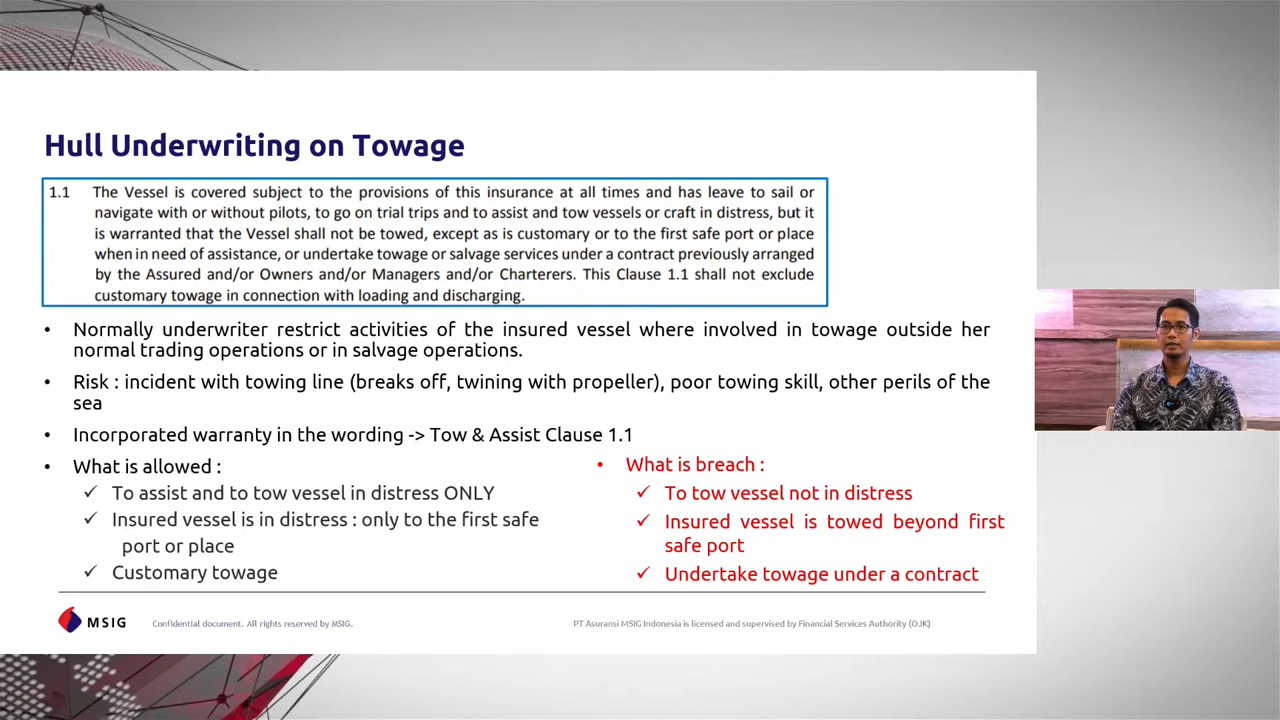 Hull Underwriting on Towage
1.1 The Vessel is covered subject to the provisions of this insurance at all times and has leave to sail or
navigate with or without pilots, to go on trial trips and to assist and tow vessels or craft in distress, but it
is warranted that the Vessel shall not be towed, except as is customary or to the first safe port or place
when in need of assistance, or undertake towage or salvage services under a contract previously arranged
by the Assured and/or Owners and/or Managers and/or Charterers. This Clause 1.1 shall not exclude
customary towage in connection with loading and discharging.
• Normally underwriter restrict activities of the insured vessel where involved in towage outside her
normal trading operations or in salvage operations.
• Risk : incident with towing line (breaks off, twining with propeller), poor towing skill, other perils of the
sea
• Incorporated warranty in the wording -> Tow & Assist Clause 1.1
• What is allowed :
✓ To assist and to tow vessel in distress ONLY
✓ Insured vessel is in distress : only to the first safe
port or place
✓ Customary towage
• What is breach :
✓ To tow vessel not in distress
✓ Insured vessel is towed beyond first
safe port
✓ Undertake towage under a contract
MSIG
Confidential document. All rights reserved by MSIG.
PT Asuransi MSIG Indonesia is licensed and supervised by Financial Services Authority (OJK)